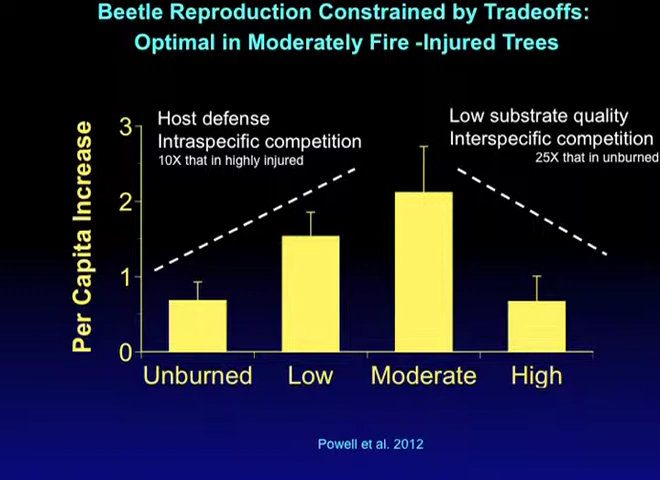 Beetle Reproduction Constrained by Tradeoffs:
Optimal in Moderately Fire -Injured Trees
Host defense
Intraspecific competition
10X that in highly injured
Low substrate quality
Interspecific competition
25X that in unburned
Per Capita Increase
3
2
1
0
Unburned Low Moderate High
Powell et al. 2012